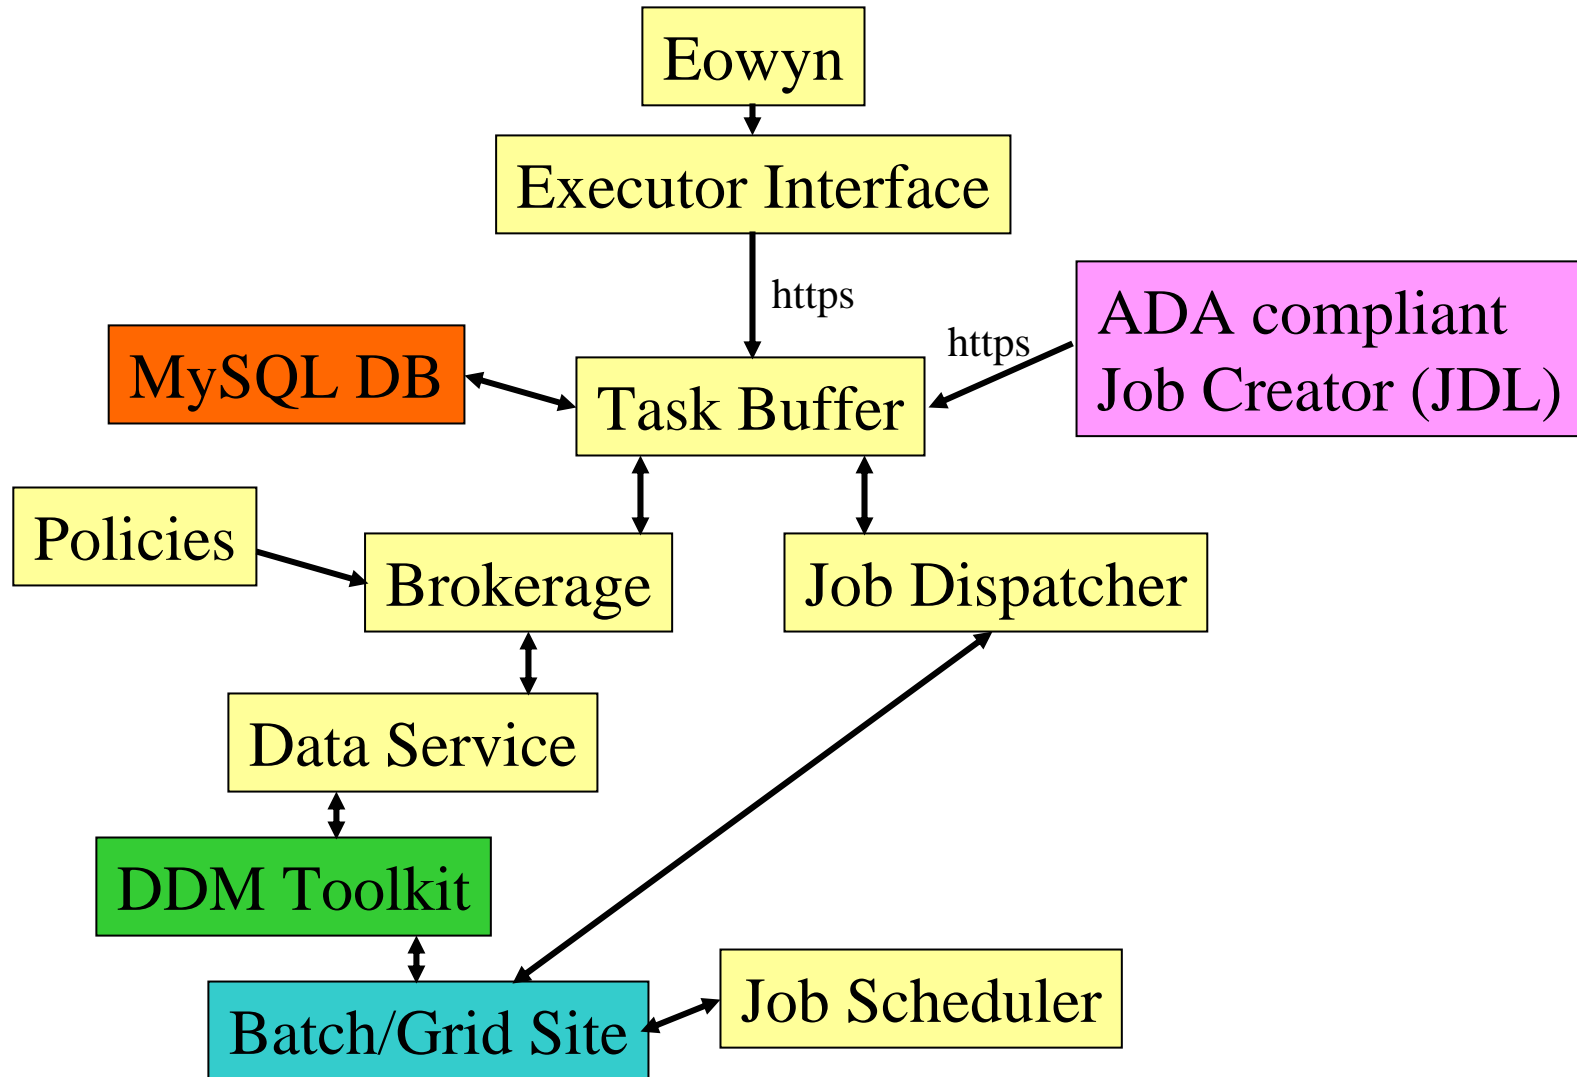 Eowyn
Executor Interface
https
ADA compliant
Job Creator (JDL)
https
MySQL DB
Task Buffer
Policies
Brokerage
Job Dispatcher
Data Service
DDM Toolkit
Job Scheduler
Batch/Grid Site